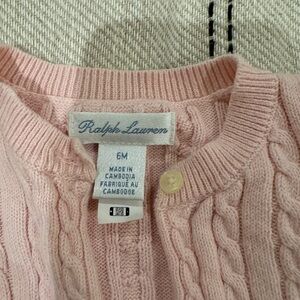 Ralph Lauren
6M
MADE IN
CAMBODIA
FABRIQUÉ AU
CAMBODGE